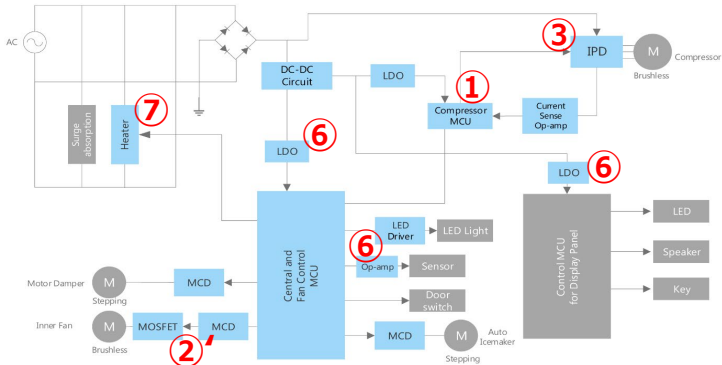 AC
Surge
absorption
Heater
⑦
DC-DC
Circuit
LDO
①
Compressor
MCU
③
IPD
M
Brushless
Compressor
Current
Sense
Op-amp
⑥
LDO
⑥
LDO
Central and
Fan Control
MCU
LED
Driver
LED Light
⑥
Op-amp
Sensor
Door
switch
MCD
M
Auto
Icemaker
Stepping
Motor Damper
M
Stepping
MCD
Inner Fan
M
Brushless
MOSFET
MCD
②
Control MCU
for Display Panel
LED
Speaker
Key